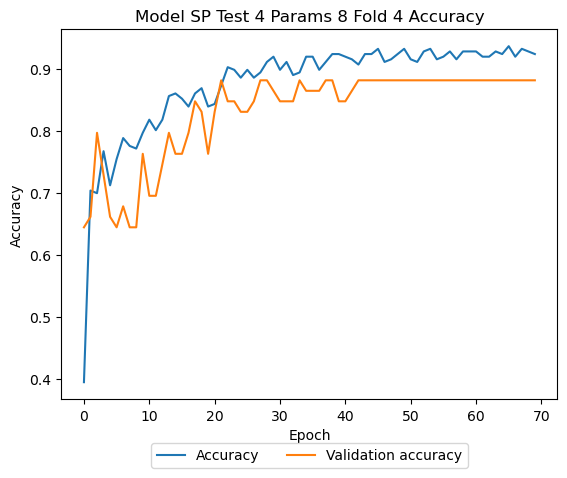 Model SP Test 4 Params 8 Fold 4 Accuracy
Accuracy
0.9
0.8
0.7
0.6
0.5
0.4
0 10 20 30 40 50 60 70
Epoch
Accuracy Validation accuracy